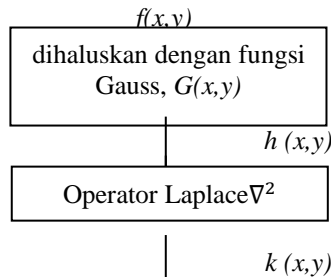 f(x,y)
dihaluskan dengan fungsi
Gauss, G(x,y)
h (x,y)
Operator Laplace∇²
k (x,y)